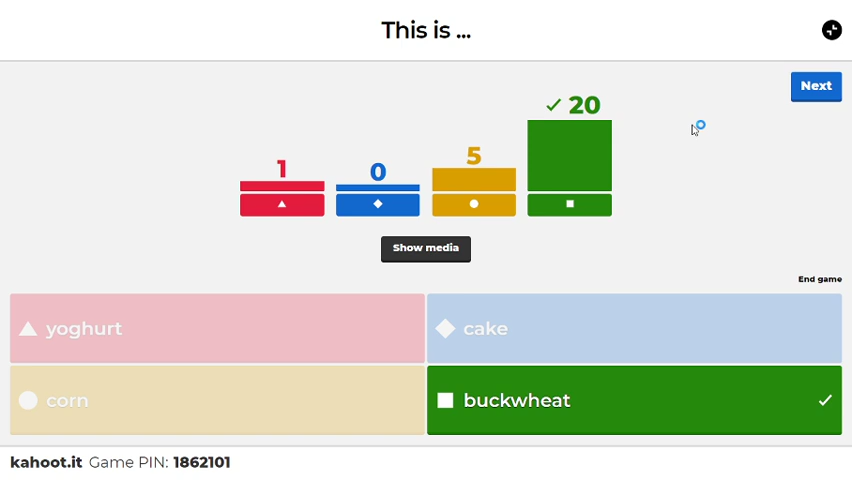 This is ...
Next
1
0
5
20
Show media
End game
yoghurt
cake
corn
buckwheat
kahoot.it Game PIN: 1862101